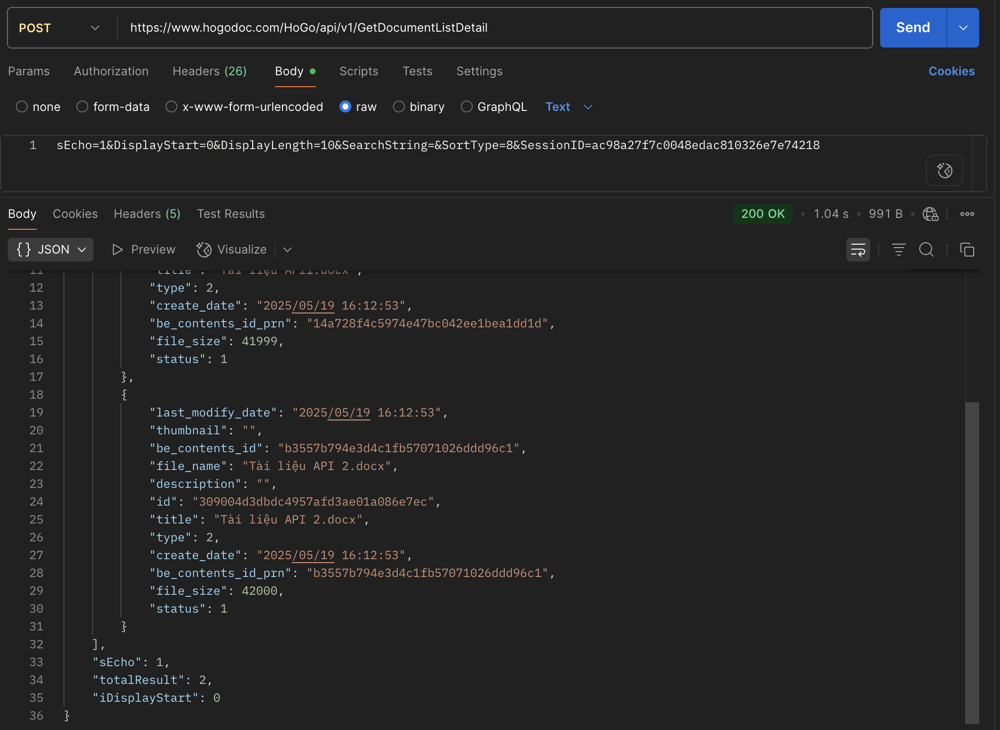 POST https://www.hogodoc.com/HoGo/api/v1/GetDocumentListDetail Send
Params Authorization Headers (26) Body Scripts Tests Settings Cookies
none form-data x-www-form-urlencoded raw binary GraphQL Text
1 sEcho=1&DisplayStart=0&DisplayLength=10&SearchString=&SortType=8&SessionID=ac98a27f7c0048edac810326e7e74218
Body Cookies Headers (5) Test Results 200 OK 1.04 s 991 B
{} JSON Preview Visualize
11 "title": "Tài liệu API1.docx",
12 "type": 2,
13 "create_date": "2025/05/19 16:12:53",
14 "be_contents_id_prn": "14a728f4c5974e47bc042ee1bea1dd1d",
15 "file_size": 41999,
16 "status": 1
17 },
18 {
19 "last_modify_date": "2025/05/19 16:12:53",
20 "thumbnail": "",
21 "be_contents_id": "b3557b794e3d4c1fb57071026ddd96c1",
22 "file_name": "Tài liệu API 2.docx",
23 "description": "",
24 "id": "309004d3dbdc4957afd3ae01a086e7ec",
25 "title": "Tài liệu API 2.docx",
26 "type": 2,
27 "create_date": "2025/05/19 16:12:53",
28 "be_contents_id_prn": "b3557b794e3d4c1fb57071026ddd96c1",
29 "file_size": 42000,
30 "status": 1
31 }
32 ],
33 "sEcho": 1,
34 "totalResult": 2,
35 "iDisplayStart": 0
36 }